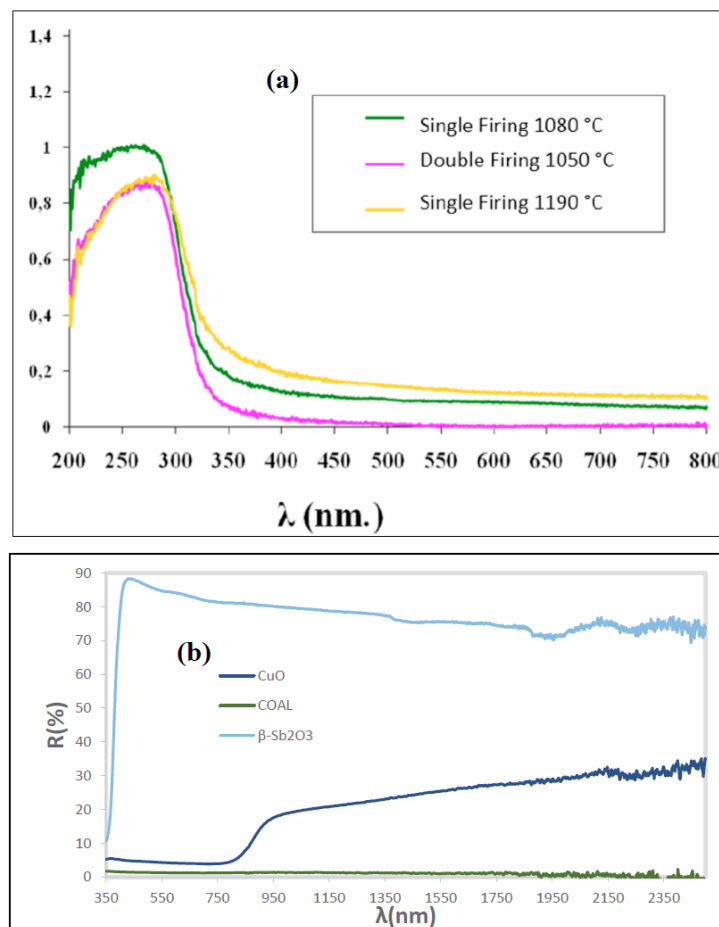 1,4
(a)
1,2
Single Firing 1080 °C
1
Double Firing 1050 °C
0,8
Single Firing 1190 °C
0,6
0,4
0,2
0
200 250 300 350 400 450 500 550 600 650 700 750 800
λ (nm.)
100
90
80
70
60
(b)
CuO
50
COAL
R(%)
40
β-Sb2O3
30
20
10
0
350 550 750 950 1150 1350 1550 1750 1950 2150 2350
λ(nm)